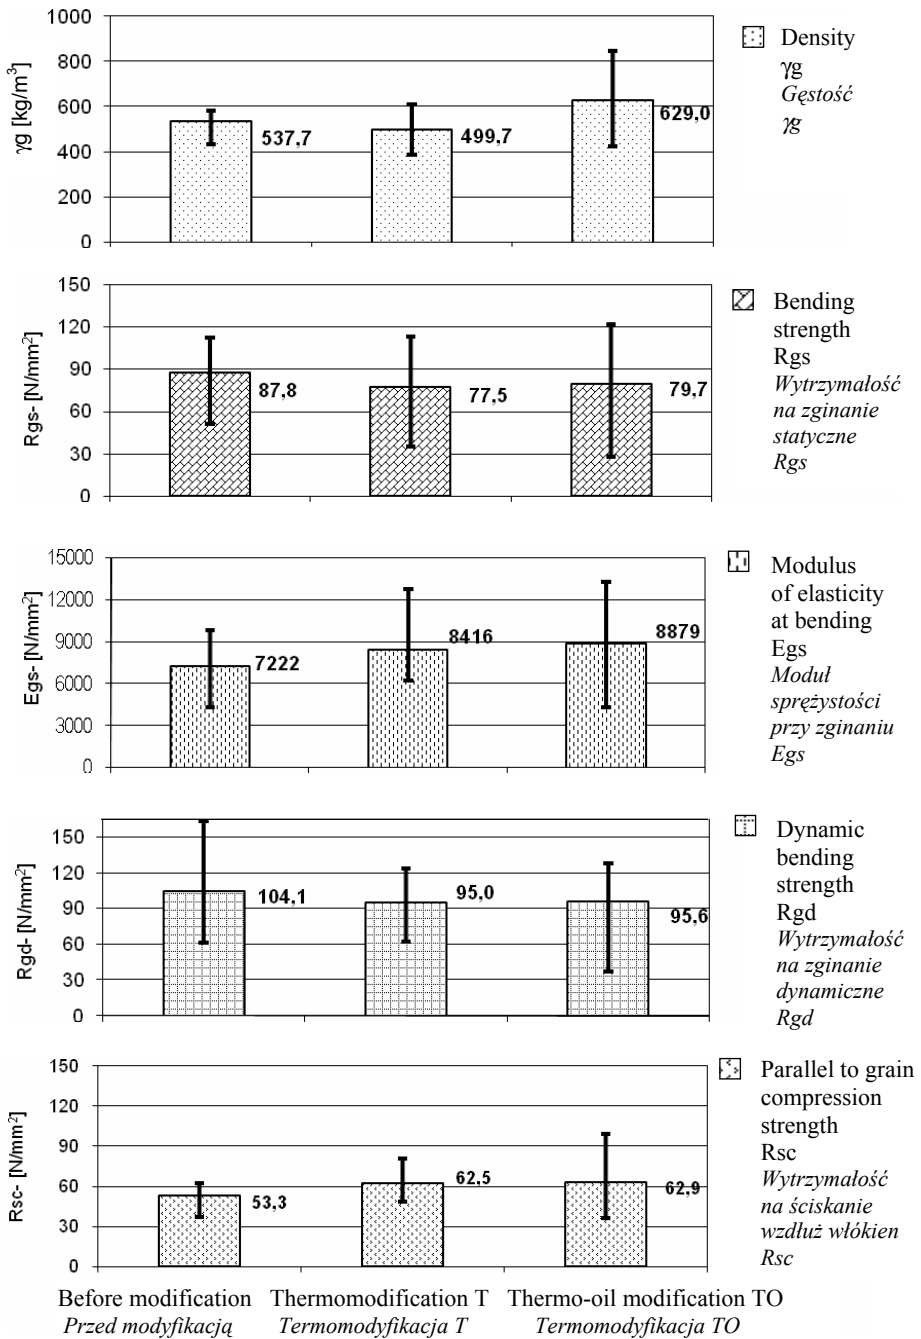 1000
800
600
400
200
0
γg [kg/m³]
537,7
499,7
629,0
Density
γg
Gęstość
γg
150
120
90
60
30
0
Rgs- [N/mm²]
87,8
77,5
79,7
Bending
strength
Rgs
Wytrzymałość
na zginanie
statyczne
Rgs
15000
12000
9000
6000
3000
0
Egs- [N/mm²]
7222
8416
8879
Modulus
of elasticity
at bending
Egs
Moduł
sprężystości
przy zginaniu
Egs
150
120
90
60
30
0
Rgd- [N/mm²]
104,1
95,0
95,6
Dynamic
bending
strength
Rgd
Wytrzymałość
na zginanie
dynamiczne
Rgd
150
120
90
60
30
0
Rsc- [N/mm²]
53,3
62,5
62,9
Parallel to grain
compression
strength
Rsc
Wytrzymałość
na ściskanie
wzdłuż włókien
Rsc
Before modification Thermomodification T Thermo-oil modification TO
Przed modyfikacją Termomodyfikacja T Termomodyfikacja TO